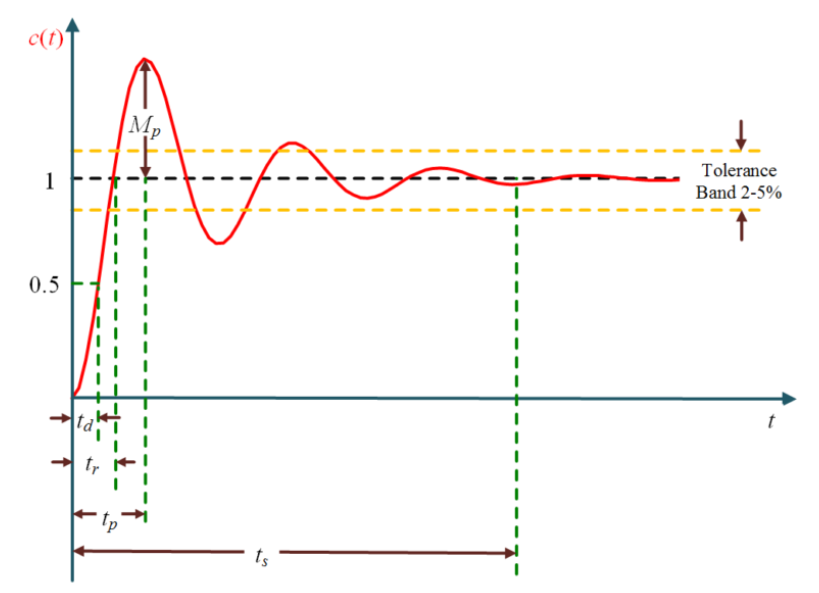 c(t)
M_p
1
Tolerance
Band 2-5%
0.5
t_d
t
t_r
t_p
t_s